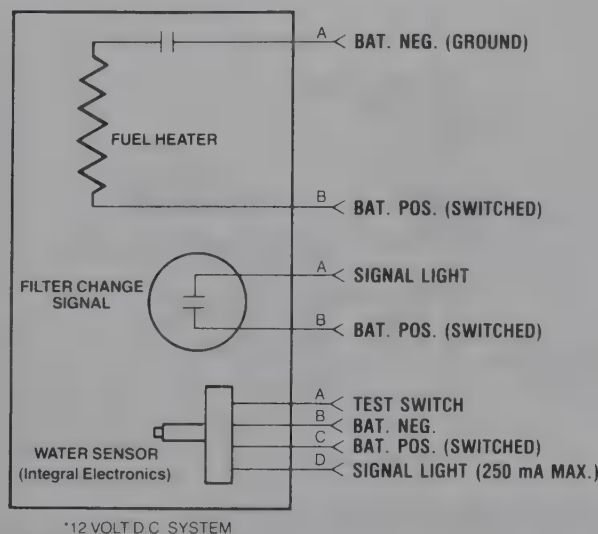 A
BAT. NEG. (GROUND)
FUEL HEATER
B
BAT. POS. (SWITCHED)
A
SIGNAL LIGHT
FILTER CHANGE
SIGNAL
B
BAT. POS. (SWITCHED)
A
TEST SWITCH
B
BAT. NEG.
C
BAT. POS. (SWITCHED)
WATER SENSOR
(Integral Electronics)
D
SIGNAL LIGHT (250 mA MAX.)
*12 VOLT D C SYSTEM